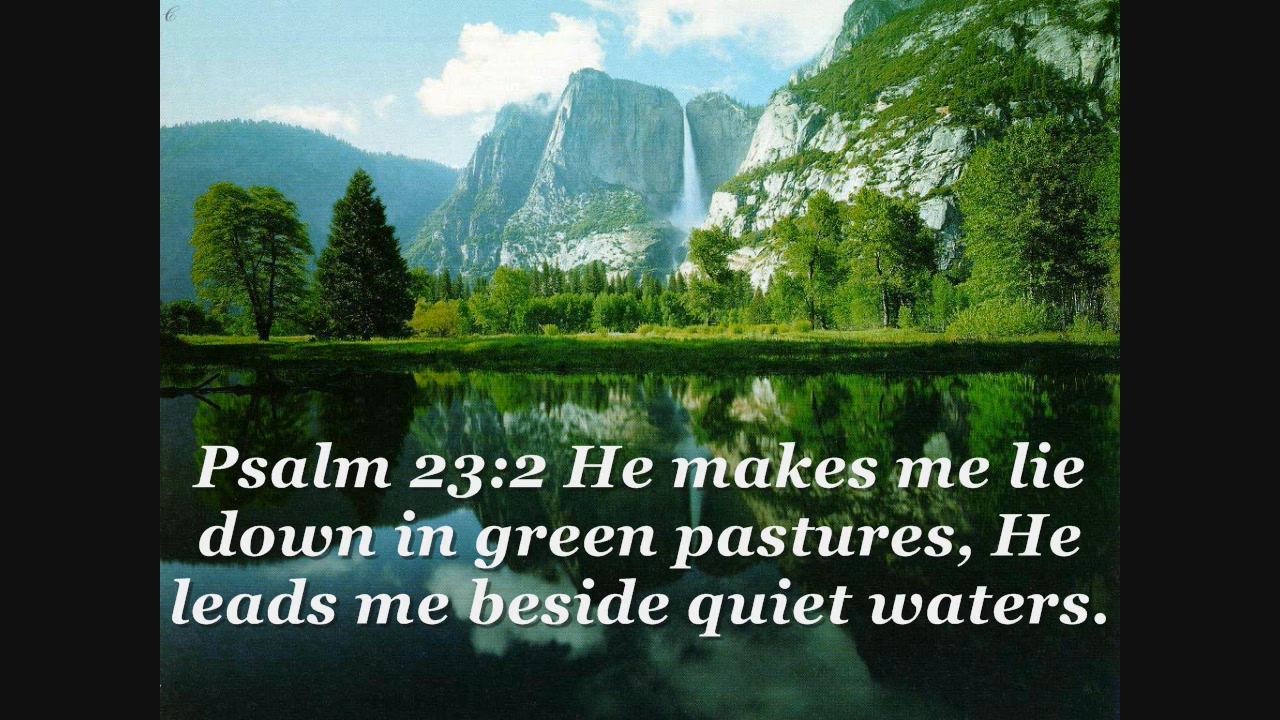 Psalm 23:2 He makes me lie
down in green pastures, He
leads me beside quiet waters.